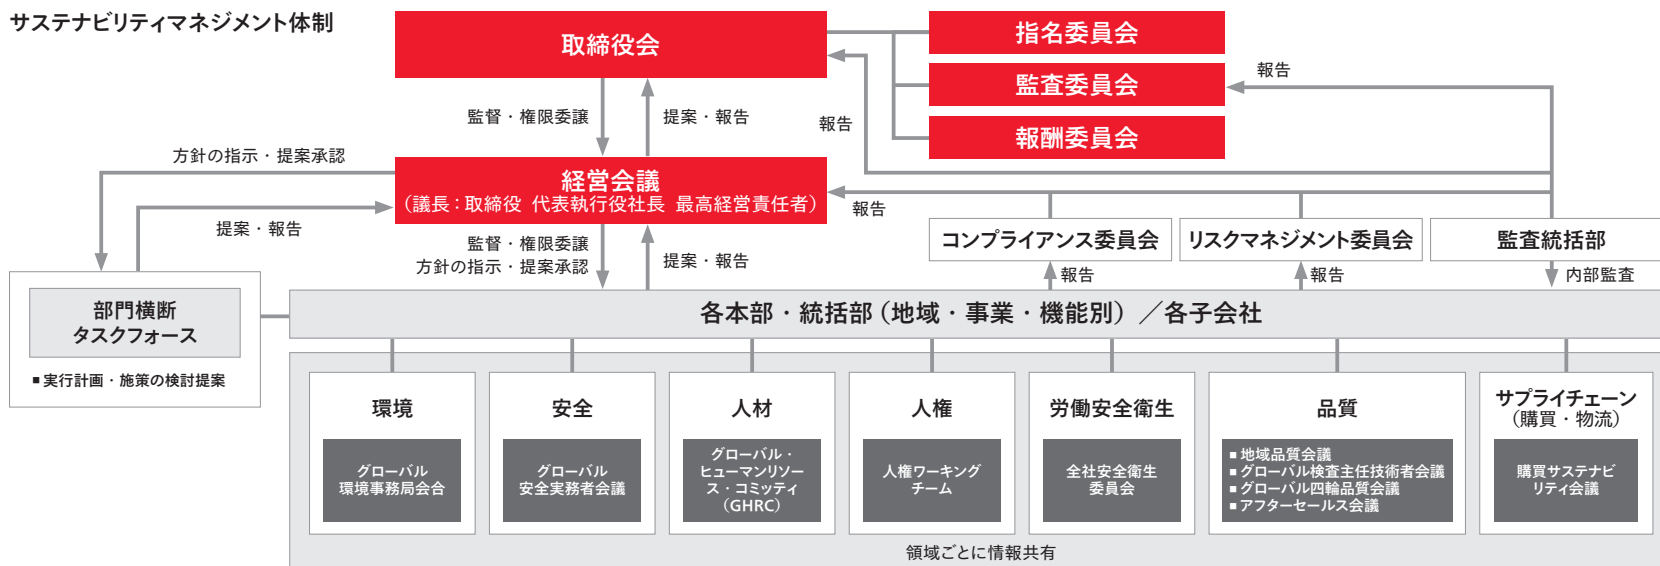 サステナビリティマネジメント体制
取締役会
指名委員会
監査委員会
報酬委員会
報告
監督・権限委譲
提案・報告
報告
方針の指示・提案承認
経営会議
（議長：取締役 代表執行役社長 最高経営責任者）
報告
提案・報告
監督・権限委譲
方針の指示・提案承認
提案・報告
コンプライアンス委員会
リスクマネジメント委員会
監査統括部
報告
報告
内部監査
部門横断
タスクフォース
■ 実行計画・施策の検討提案
各本部・統括部（地域・事業・機能別）／各子会社
環境
グローバル
環境事務局会合
安全
グローバル
安全実務者会議
人材
グローバル・
ヒューマンリソー
ス・コミッティ
（GHRC）
人権
人権ワーキング
チーム
労働安全衛生
全社安全衛生
委員会
品質
■ 地域品質会議
■ グローバル検査主任技術者会議
■ グローバル四輪品質会議
■ アフターセールス会議
サプライチェーン
（購買・物流）
購買サステナビ
リティ会議
領域ごとに情報共有